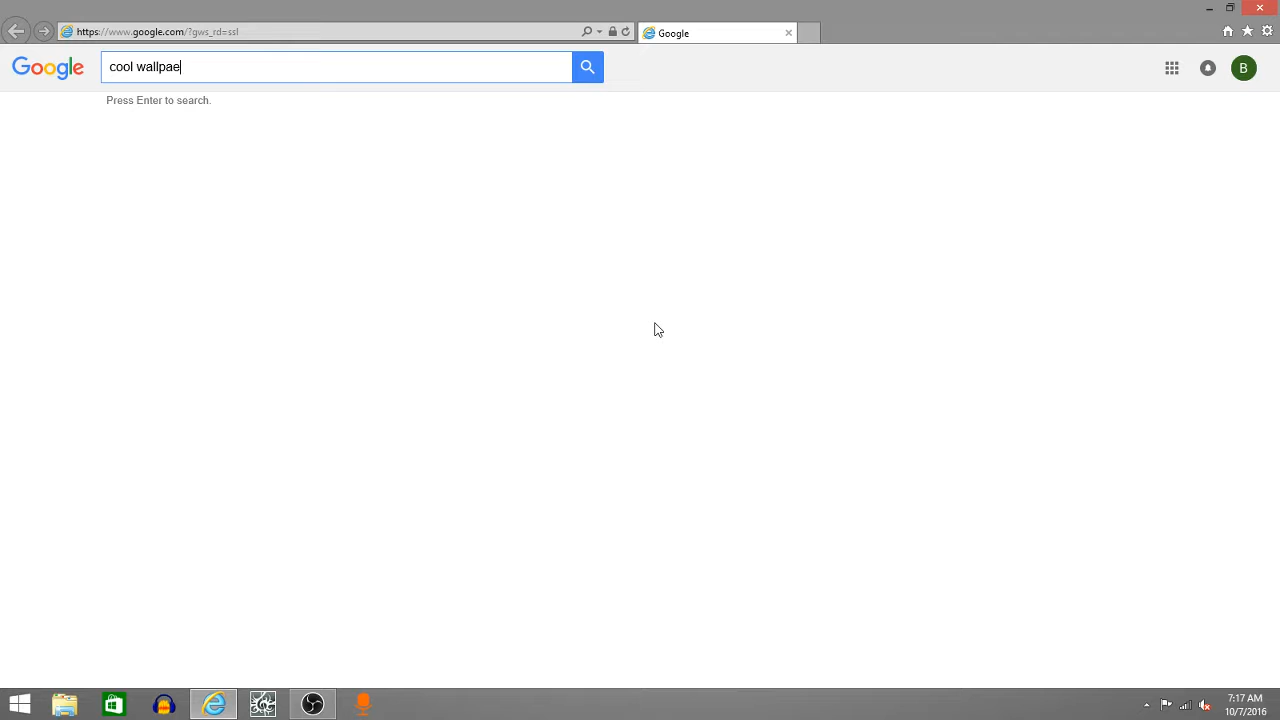 https://www.google.com/?gws_rd=ssl
Google
Google
cool wallpae
B
Press Enter to search.
7:17 AM
10/7/2016